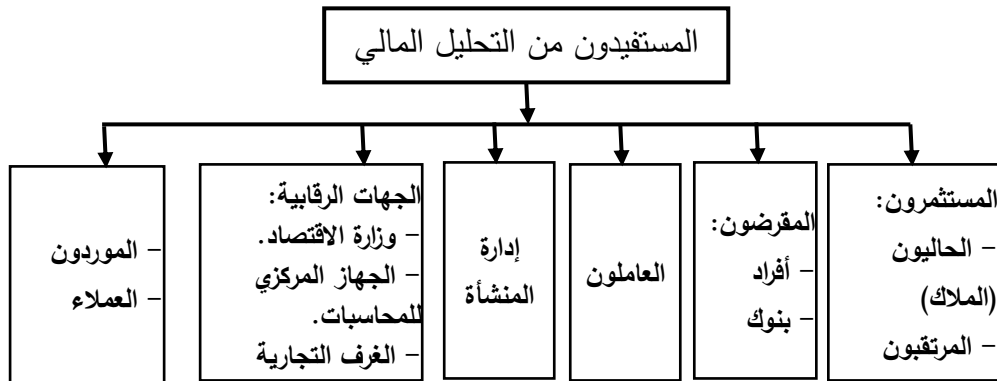 المستفيدون من التحليل المالي
المستثمرون:
– الحاليون
(الملاك)
– المرتقبون
المقرضون:
– أفراد
– بنوك
العاملون
إدارة
المنشأة
الجهات الرقابية:
– وزارة الاقتصاد.
– الجهاز المركزي
للمحاسبات.
– الغرف التجارية
– الموردون
– العملاء